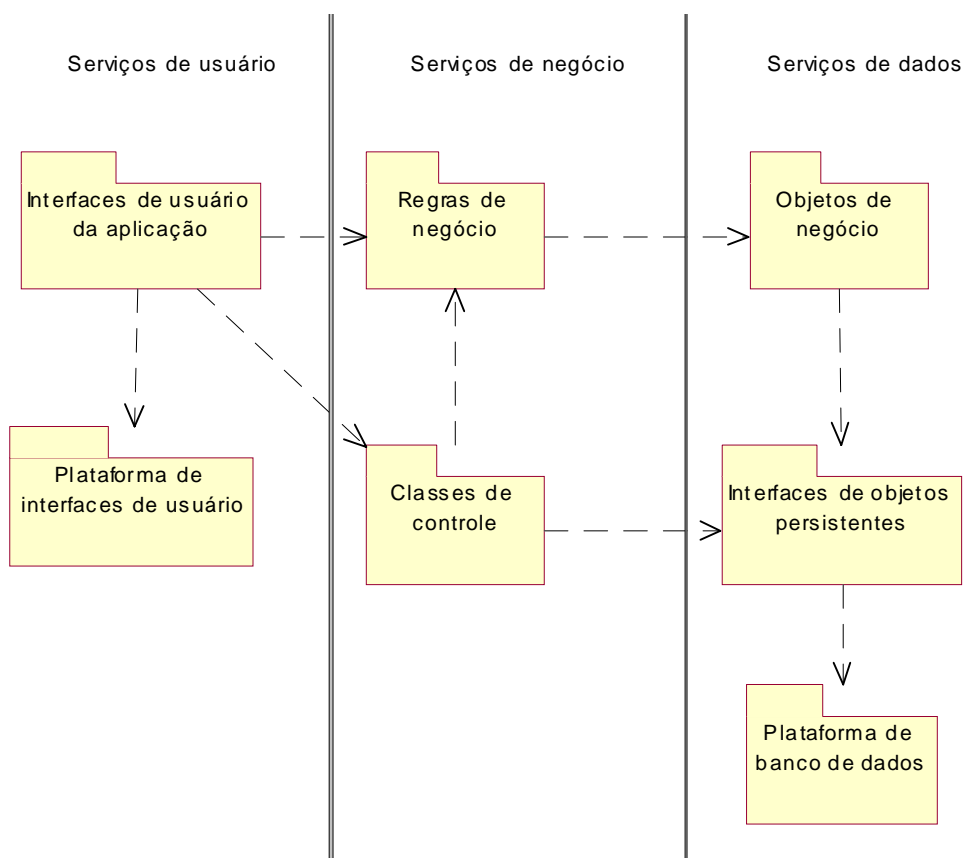 Serviços de usuário
Serviços de negócio
Serviços de dados
Interfaces de usuário
da aplicação
Regras de
negócio
Objetos de
negócio
Plataforma de
interfaces de usuário
Classes de
controle
Interfaces de objetos
persistentes
Plataforma de
banco de dados